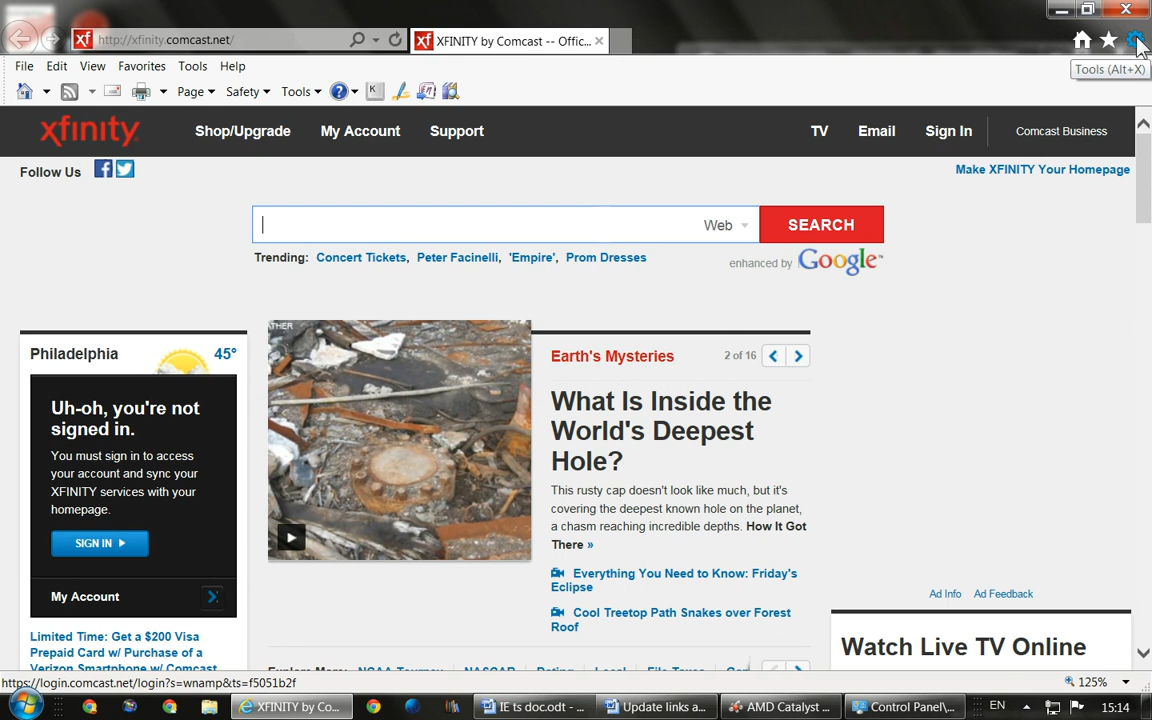 http://xfinity.comcast.net/
XFINITY by Comcast -- Offic...
File Edit View Favorites Tools Help
Tools (Alt+X)
Page Safety Tools
xfinity
Shop/Upgrade My Account Support TV Email Sign In Comcast Business
Follow Us
Make XFINITY Your Homepage
Web
SEARCH
Trending: Concert Tickets, Peter Facinelli, 'Empire', Prom Dresses
enhanced by Google™
Philadelphia 45°
Uh-oh, you're not
signed in.
You must sign in to access
your account and sync your
XFINITY services with your
homepage.
SIGN IN
My Account
Limited Time: Get a $200 Visa
Prepaid Card w/ Purchase of a
Verizon Smartphone w/ Comcast
Earth's Mysteries 2 of 16
What Is Inside the
World's Deepest
Hole?
This rusty cap doesn't look like much, but it's
covering the deepest known hole on the planet,
a chasm reaching incredible depths. How It Got
There »
Everything You Need to Know: Friday's
Eclipse
Cool Treetop Path Snakes over Forest
Roof
Ad Info Ad Feedback
Watch Live TV Online
https://login.comcast.net/login?s=wnamp&ts=f5051b2f
125%
XFINITY by Co...
IE ts doc.odt - ...
Update links a...
AMD Catalyst ...
Control Panel\...
EN
15:14